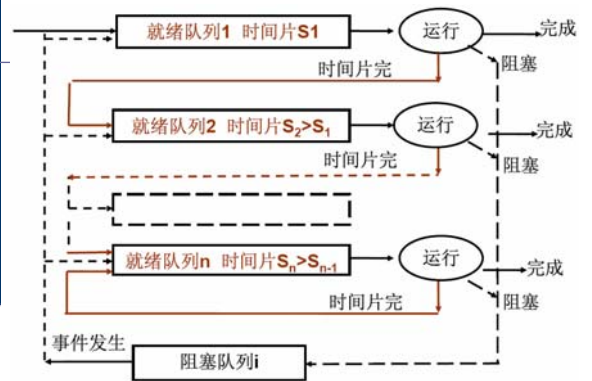 就绪队列1 时间片S1
运行
完成
阻塞
时间片完
就绪队列2 时间片S₂>S₁
运行
完成
阻塞
时间片完
就绪队列n 时间片Sₙ>Sₙ₋₁
运行
完成
阻塞
时间片完
事件发生
阻塞队列i